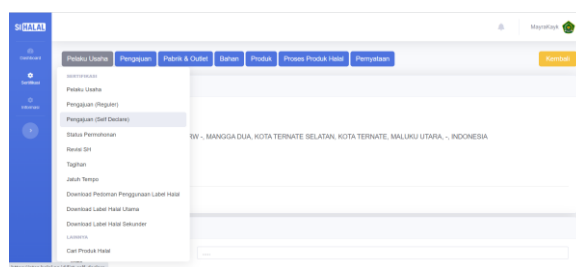 SI HALAL
MayraKayk
Dashboard
Pelaku Usaha Pengajuan Pabrik & Outlet Bahan Produk Proses Produk Halal Pernyataan Kembali
Sertifikasi
SERTIFIKASI
Pelaku Usaha
Informasi
Pengajuan (Reguler)
Pengajuan (Self Declare)
Status Permohonan
RW -, MANGGA DUA, KOTA TERNATE SELATAN, KOTA TERNATE, MALUKU UTARA, -, INDONESIA
Revisi SH
Tagihan
Jatuh Tempo
Download Pedoman Penggunaan Label Halal
Download Label Halal Utama
Download Label Halal Sekunder
LAINNYA
Cari Produk Halal